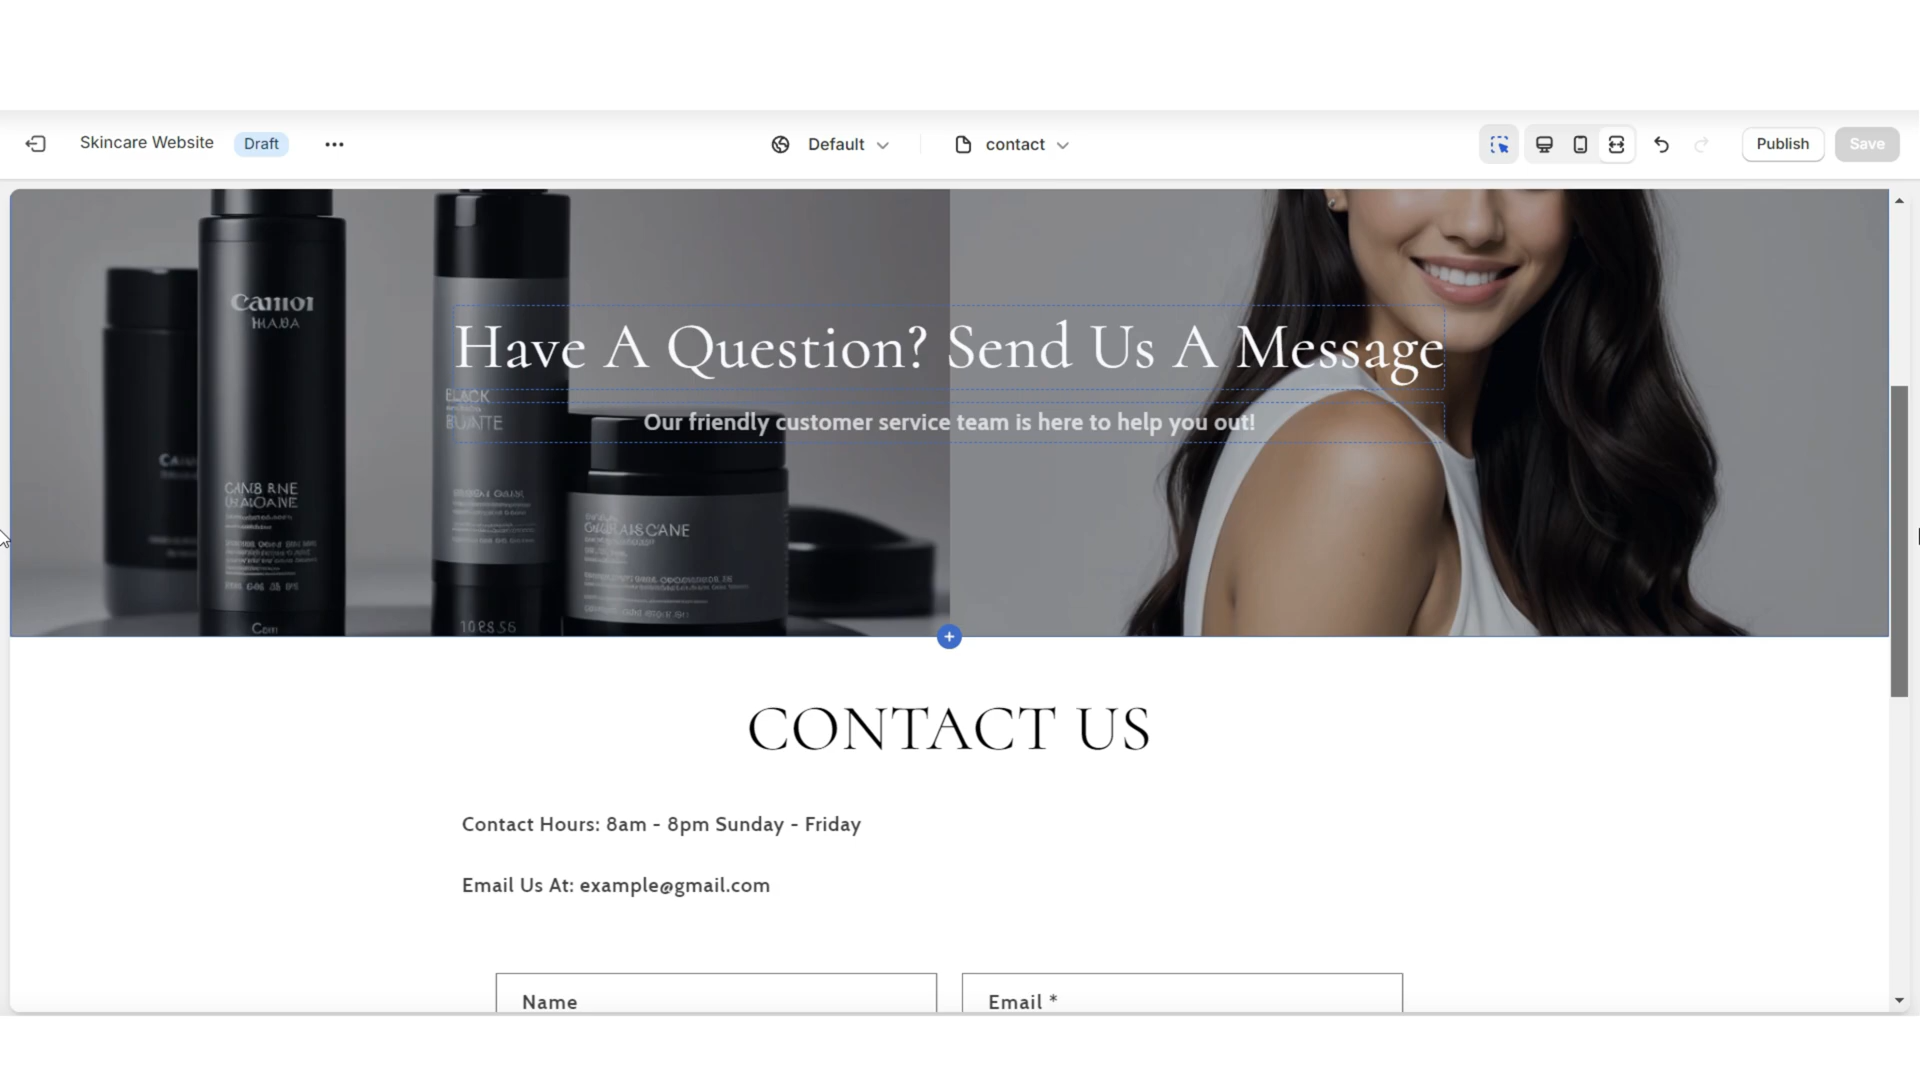 Skincare Website Draft Default contact Publish Save
Have A Question? Send Us A Message
Our friendly customer service team is here to help you out!
CONTACT US
Contact Hours: 8am - 8pm Sunday - Friday
Email Us At: example@gmail.com
Name Email *